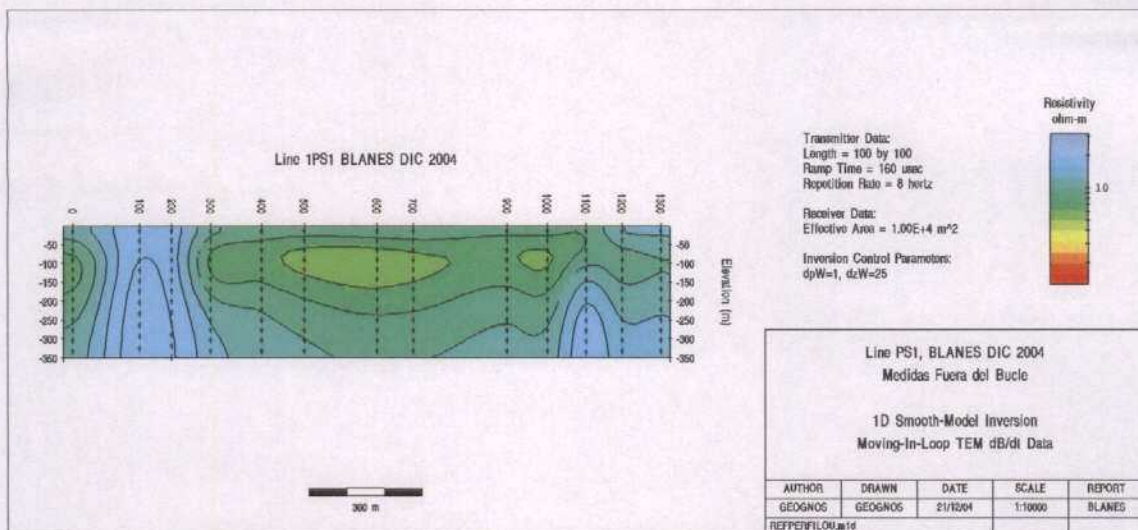 Line 1PS1 BLANES DIC 2004
0 100 200 300 400 500 600 700 900 1000 1100 1200 1300
-50 -50
-100 -100
-150 -150
-200 -200
-250 -250
-300 -300
-350 -350
Elevation (m)
300 m
Transmitter Data:
Length = 100 by 100
Ramp Time = 160 usec
Repetition Rate = 8 hertz
Receiver Data:
Effective Area = 1.00E+4 m^2
Inversion Control Parameters:
dpW=1, dzW=25
Resistivity
ohm-m
Line PS1, BLANES DIC 2004
Medidas Fuera del Bucle
1D Smooth-Model Inversion
Moving-In-Loop TEM dB/dt Data
AUTHOR DRAWN DATE SCALE REPORT
GEOGNOS GEOGNOS 21/12/04 1:10000 BLANES